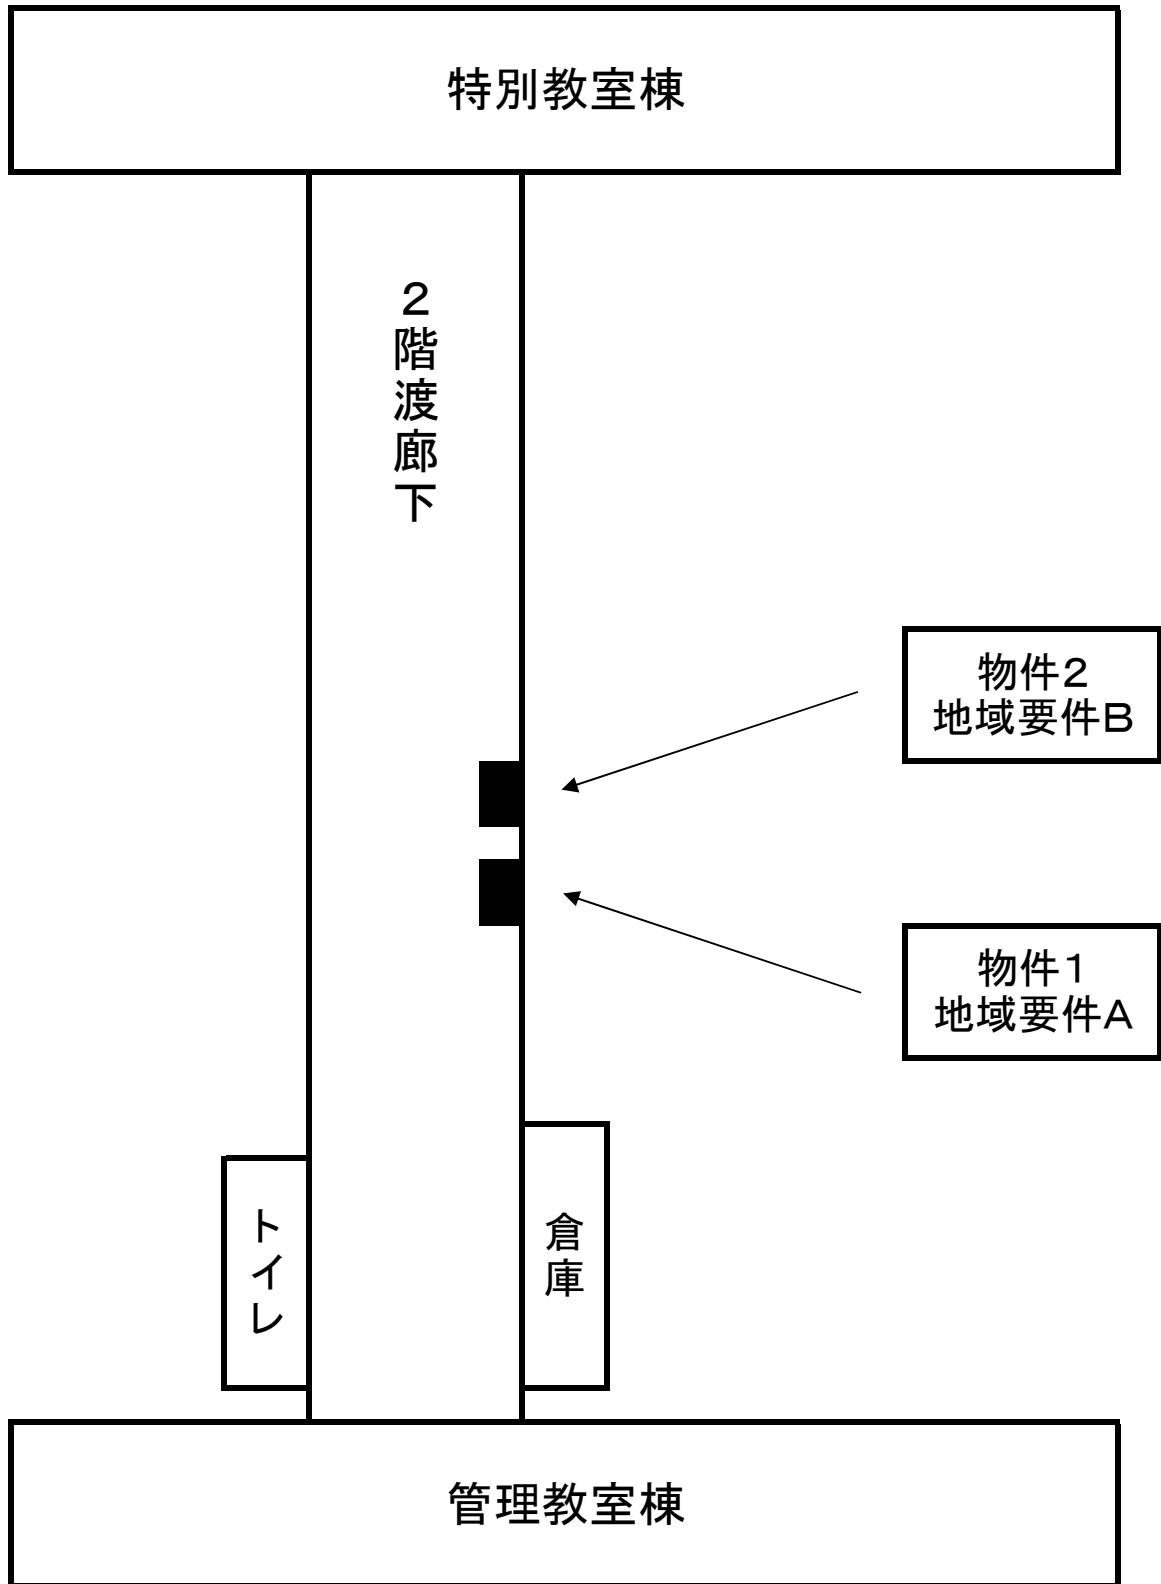 特別教室棟
２階渡廊下
物件２
地域要件B
物件１
地域要件A
トイレ
倉庫
管理教室棟